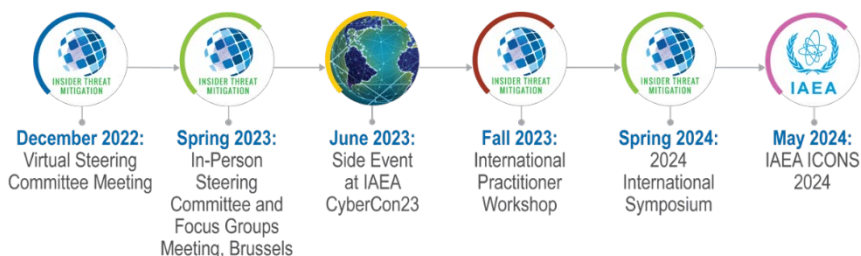 INSIDER THREAT
MITIGATION
December 2022:
Virtual Steering
Committee Meeting
INSIDER THREAT
MITIGATION
Spring 2023:
In-Person
Steering
Committee and
Focus Groups
Meeting, Brussels
June 2023:
Side Event
at IAEA
CyberCon23
INSIDER THREAT
MITIGATION
Fall 2023:
International
Practitioner
Workshop
INSIDER THREAT
MITIGATION
Spring 2024:
2024
International
Symposium
IAEA
May 2024:
IAEA ICONS
2024